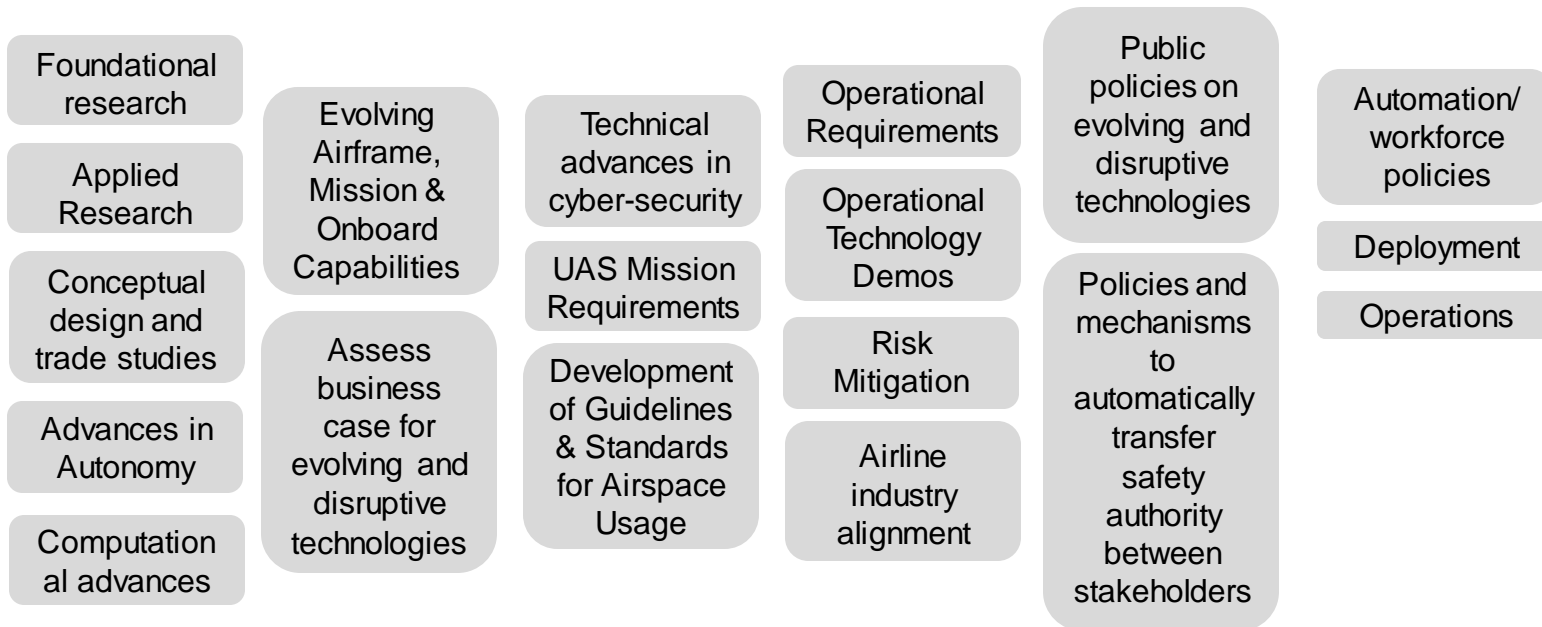 Foundational
research
Applied
Research
Conceptual
design and
trade studies
Advances in
Autonomy
Computation
al advances
Evolving
Airframe,
Mission &
Onboard
Capabilities
Assess
business
case for
evolving and
disruptive
technologies
Technical
advances in
cyber-security
UAS Mission
Requirements
Development
of Guidelines
& Standards
for Airspace
Usage
Operational
Requirements
Operational
Technology
Demos
Risk
Mitigation
Airline
industry
alignment
Public
policies on
evolving and
disruptive
technologies
Policies and
mechanisms
to
automatically
transfer
safety
authority
between
stakeholders
Automation/
workforce
policies
Deployment
Operations